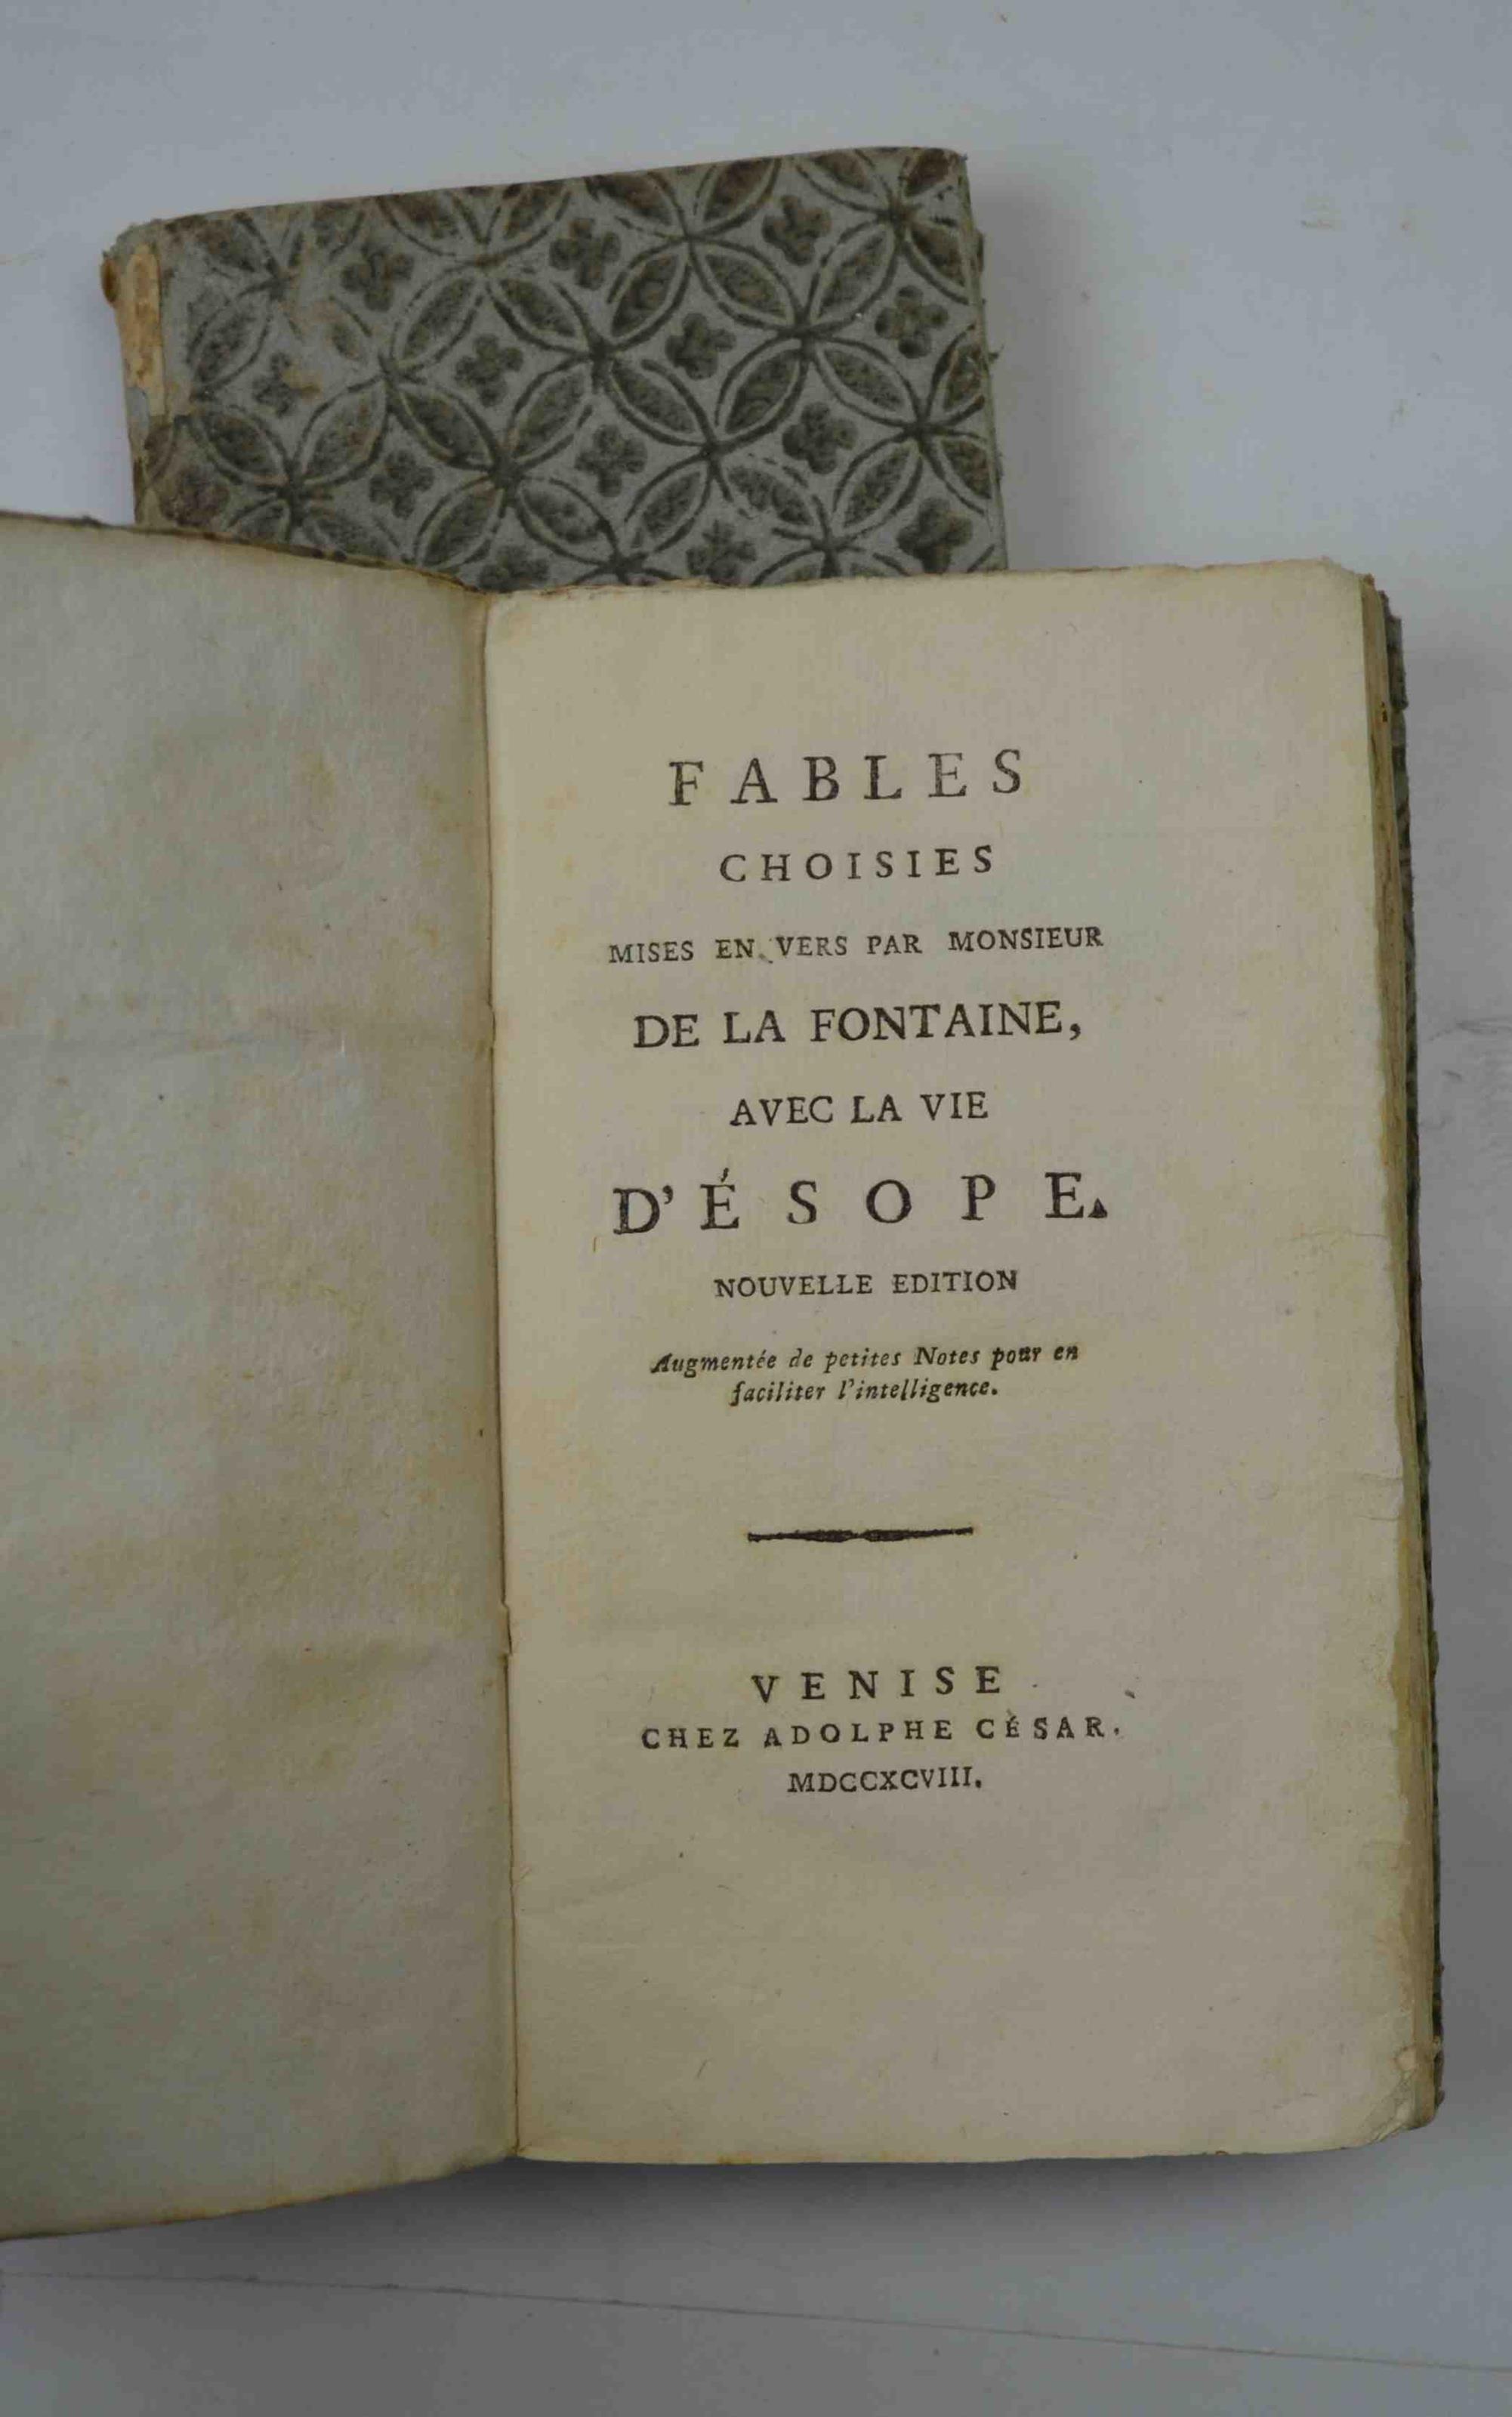 FABLES
CHOISIES
MISES EN VERS PAR MONSIEUR
DE LA FONTAINE,
AVEC LA VIE
D'ÉSOPE.
NOUVELLE EDITION
Augmentée de petites Notes pour en
faciliter l'intelligence.
VENISE
CHEZ ADOLPHE CÉSAR.
MDCCXCVIII.